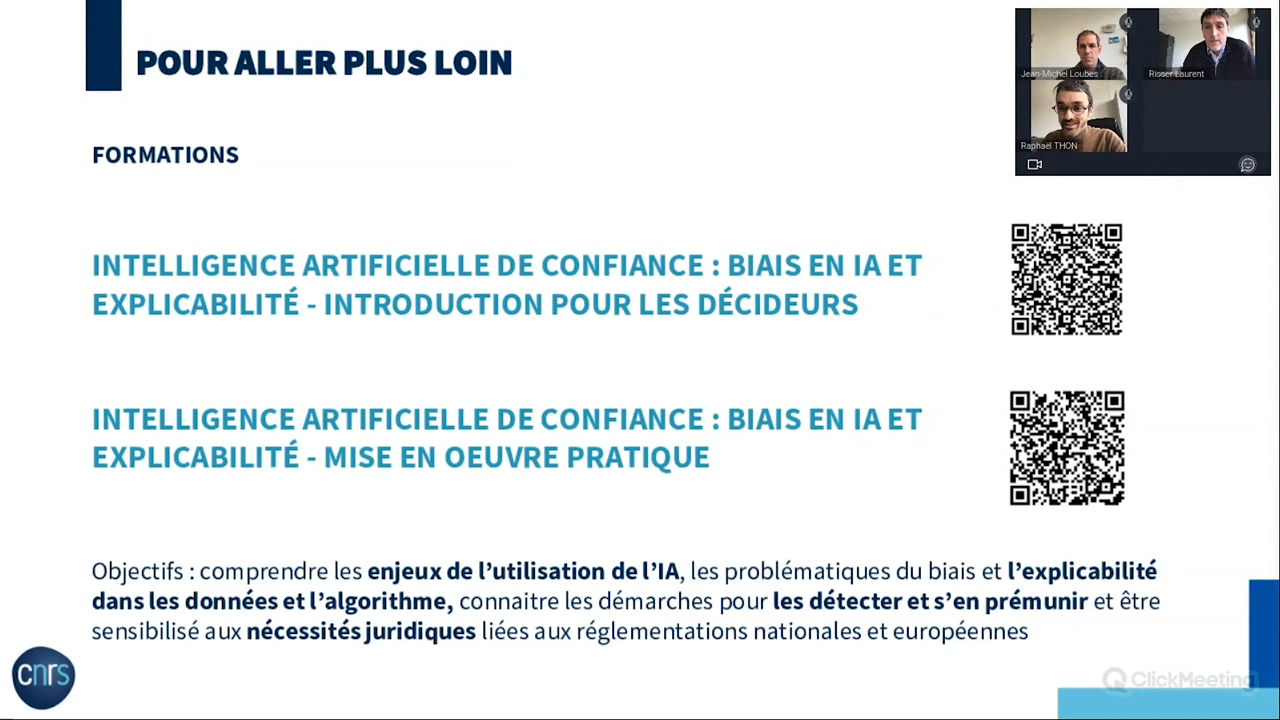 POUR ALLER PLUS LOIN
Jean-Michel Loubes
Risser Laurent
Raphaël THON
FORMATIONS
INTELLIGENCE ARTIFICIELLE DE CONFIANCE : BIAIS EN IA ET
EXPLICABILITÉ - INTRODUCTION POUR LES DÉCIDEURS
INTELLIGENCE ARTIFICIELLE DE CONFIANCE : BIAIS EN IA ET
EXPLICABILITÉ - MISE EN OEUVRE PRATIQUE
Objectifs : comprendre les enjeux de l’utilisation de l’IA, les problématiques du biais et l’explicabilité
dans les données et l’algorithme, connaitre les démarches pour les détecter et s’en prémunir et être
sensibilisé aux nécessités juridiques liées aux réglementations nationales et européennes
cnrs
ClickMeeting